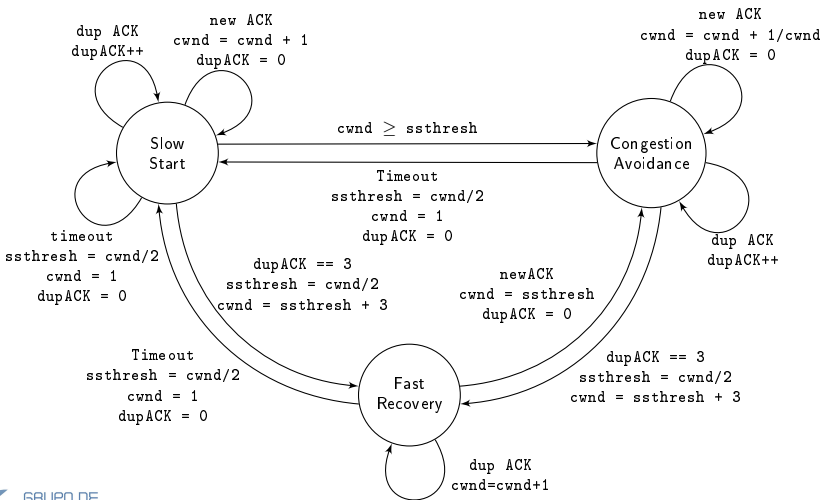 dup ACK
dupACK++
new ACK
cwnd = cwnd + 1
dupACK = 0
new ACK
cwnd = cwnd + 1/cwnd
dupACK = 0
Slow
Start
cwnd ≥ ssthresh
Congestion
Avoidance
Timeout
ssthresh = cwnd/2
cwnd = 1
dupACK = 0
timeout
ssthresh = cwnd/2
cwnd = 1
dupACK = 0
dup ACK
dupACK++
dupACK == 3
ssthresh = cwnd/2
cwnd = ssthresh + 3
newACK
cwnd = ssthresh
dupACK = 0
Timeout
ssthresh = cwnd/2
cwnd = 1
dupACK = 0
dupACK == 3
ssthresh = cwnd/2
cwnd = ssthresh + 3
Fast
Recovery
dup ACK
cwnd=cwnd+1
GRUPO DE